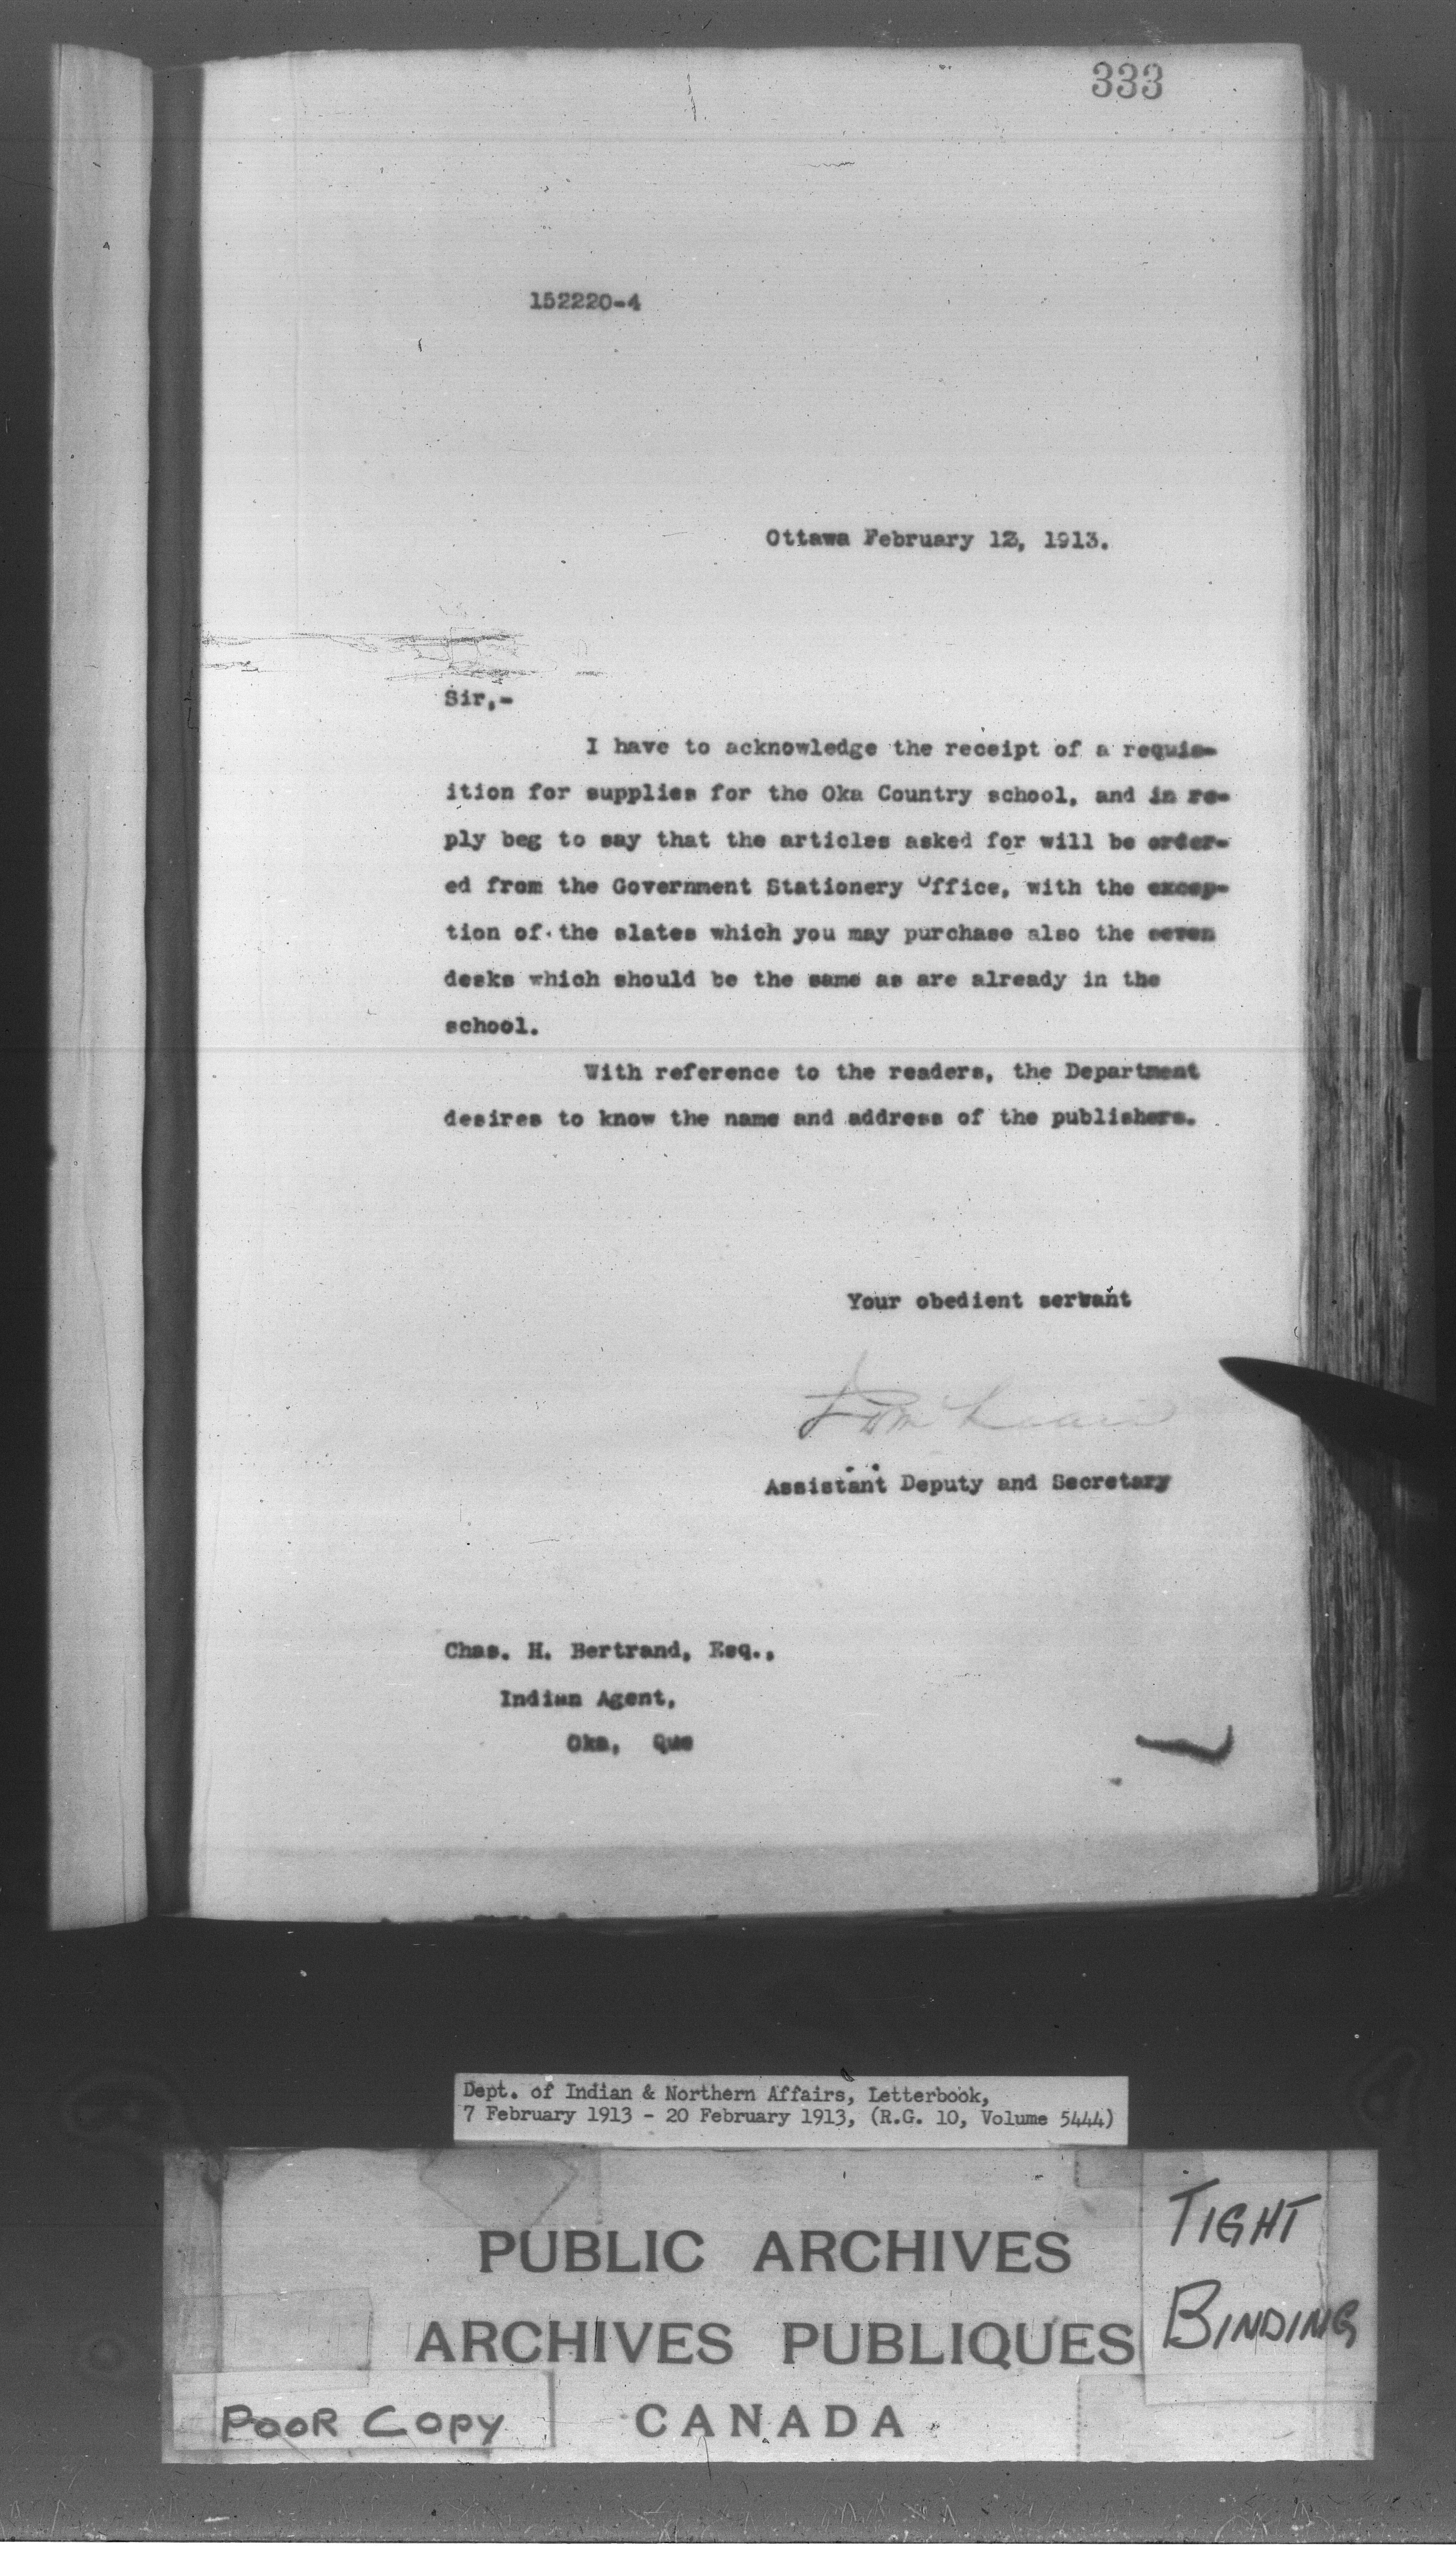 333
152220-4
Ottawa February 13, 1913.
Sir,-
I have to acknowledge the receipt of a requis-
ition for supplies for the Oka Country school, and in re-
ply beg to say that the articles asked for will be order-
ed from the Government Stationery Office, with the excep-
tion of the slates which you may purchase also the seven
desks which should be the same as are already in the
school.
With reference to the readers, the Department
desires to know the name and address of the publishers.
Your obedient servant
Assistant Deputy and Secretary
Chas. H. Bertrand, Esq.,
Indian Agent,
Oka, Que
Dept. of Indian & Northern Affairs, Letterbook,
7 February 1913 - 20 February 1913, (R.G. 10, Volume 5444)
PUBLIC ARCHIVES
ARCHIVES PUBLIQUES
CANADA
TIGHT
BINDING
POOR COPY